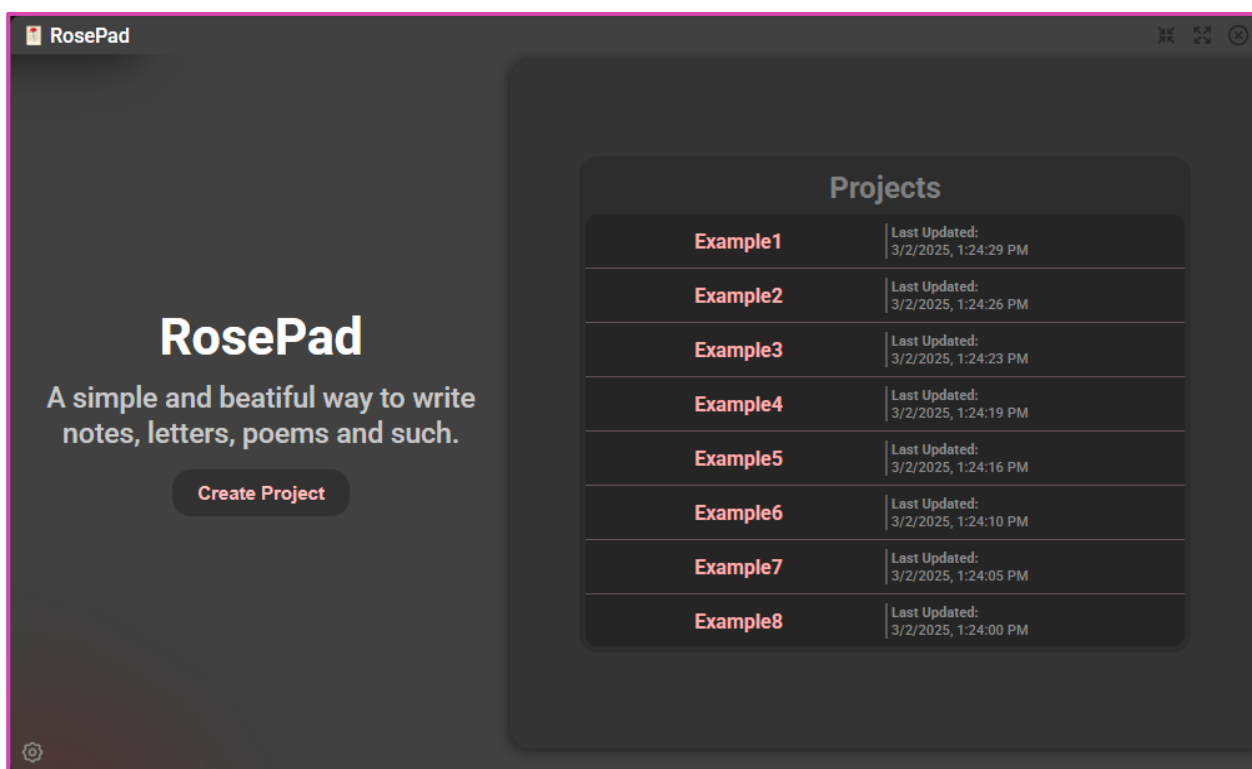 RosePad
RosePad
A simple and beatiful way to write
notes, letters, poems and such.
Create Project
Projects
Example1
Last Updated:
3/2/2025, 1:24:29 PM
Example2
Last Updated:
3/2/2025, 1:24:26 PM
Example3
Last Updated:
3/2/2025, 1:24:23 PM
Example4
Last Updated:
3/2/2025, 1:24:19 PM
Example5
Last Updated:
3/2/2025, 1:24:16 PM
Example6
Last Updated:
3/2/2025, 1:24:10 PM
Example7
Last Updated:
3/2/2025, 1:24:05 PM
Example8
Last Updated:
3/2/2025, 1:24:00 PM